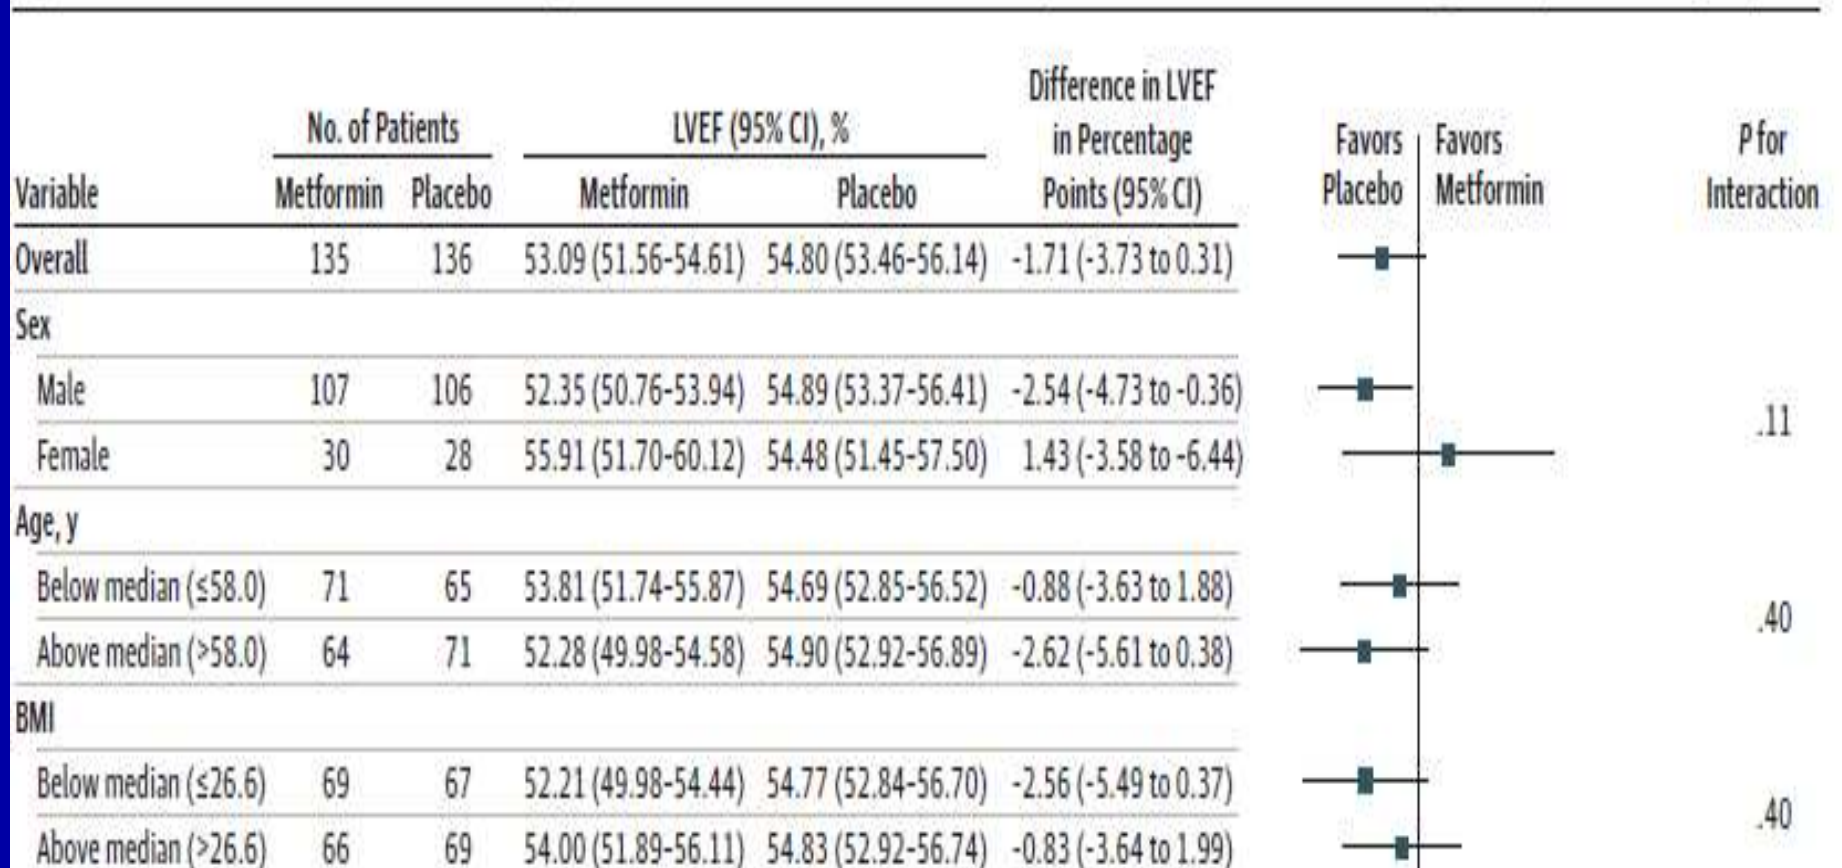 Difference in LVEF
No. of Patients LVEF (95% CI), % in Percentage Favors Favors P for
Variable Metformin Placebo Metformin Placebo Points (95% CI) Placebo Metformin Interaction
Overall 135 136 53.09 (51.56-54.61) 54.80 (53.46-56.14) -1.71 (-3.73 to 0.31)
Sex
Male 107 106 52.35 (50.76-53.94) 54.89 (53.37-56.41) -2.54 (-4.73 to -0.36)
.11
Female 30 28 55.91 (51.70-60.12) 54.48 (51.45-57.50) 1.43 (-3.58 to -6.44)
Age, y
Below median (≤58.0) 71 65 53.81 (51.74-55.87) 54.69 (52.85-56.52) -0.88 (-3.63 to 1.88)
.40
Above median (>58.0) 64 71 52.28 (49.98-54.58) 54.90 (52.92-56.89) -2.62 (-5.61 to 0.38)
BMI
Below median (≤26.6) 69 67 52.21 (49.98-54.44) 54.77 (52.84-56.70) -2.56 (-5.49 to 0.37)
.40
Above median (>26.6) 66 69 54.00 (51.89-56.11) 54.83 (52.92-56.74) -0.83 (-3.64 to 1.99)